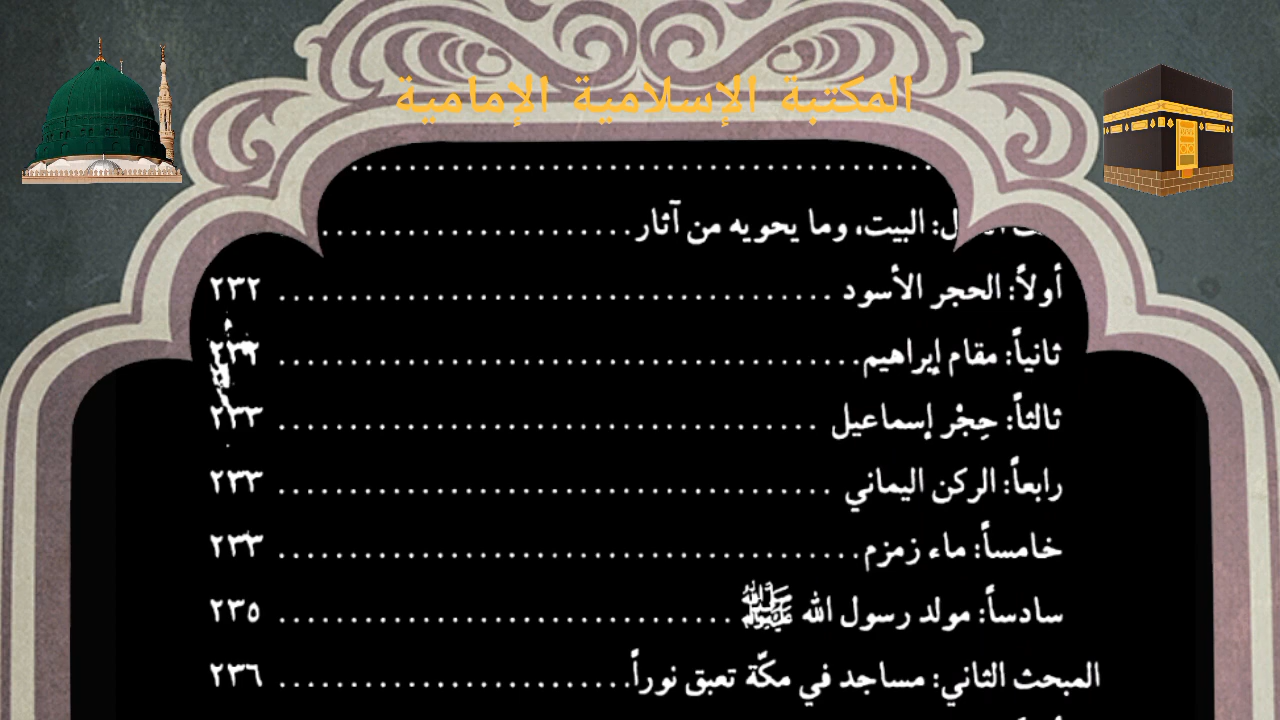 المكتبة الإسلامية الإمامية
البيت، وما يحويه من آثار
أولاً: الحجر الأسود ٢٣٢
ثانياً: مقام إبراهيم
ثالثاً: حِجْر إسماعيل ٢٣٣
رابعاً: الركن اليماني ٢٣٣
خامساً: ماء زمزم ٢٣٣
سادساً: مولد رسول الله ﷺ ٢٣٥
المبحث الثاني: مساجد في مكّة تعبق نوراً ٢٣٦